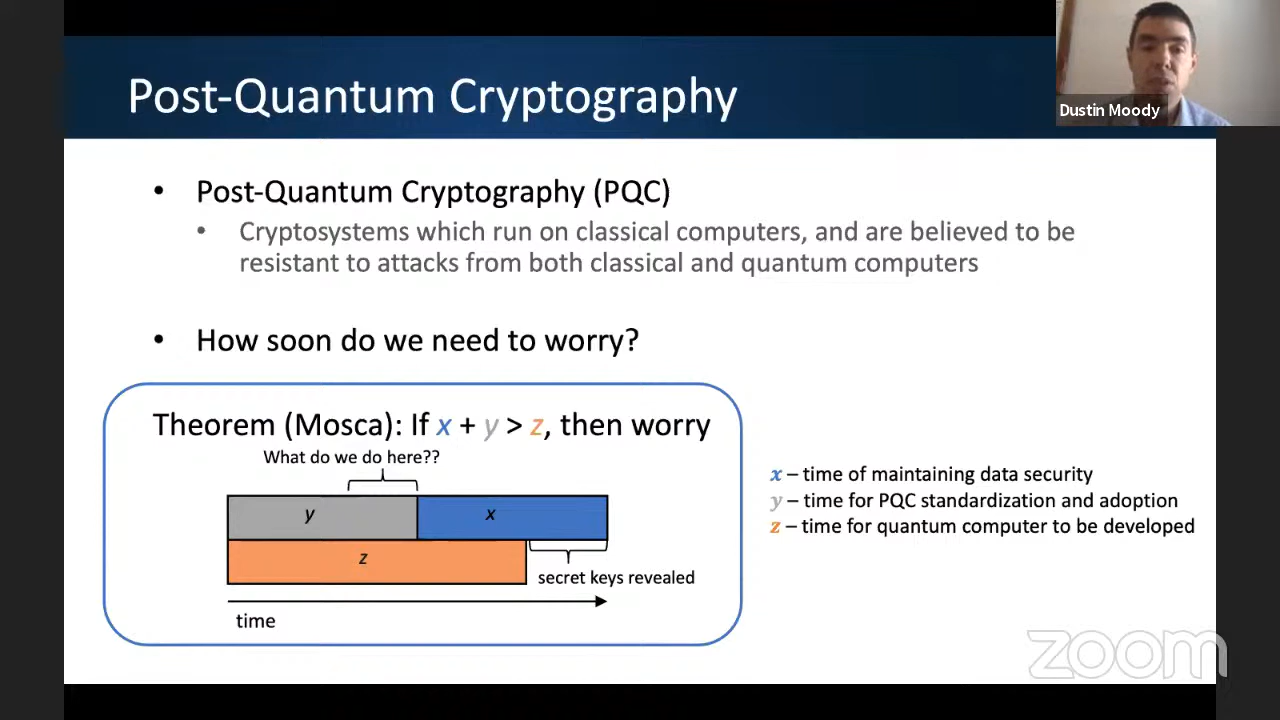 Post-Quantum Cryptography
Dustin Moody
• Post-Quantum Cryptography (PQC)
• Cryptosystems which run on classical computers, and are believed to be
resistant to attacks from both classical and quantum computers
• How soon do we need to worry?
Theorem (Mosca): If x + y > z, then worry
What do we do here??
y
x
z
secret keys revealed
time
x – time of maintaining data security
y – time for PQC standardization and adoption
z – time for quantum computer to be developed
zoom